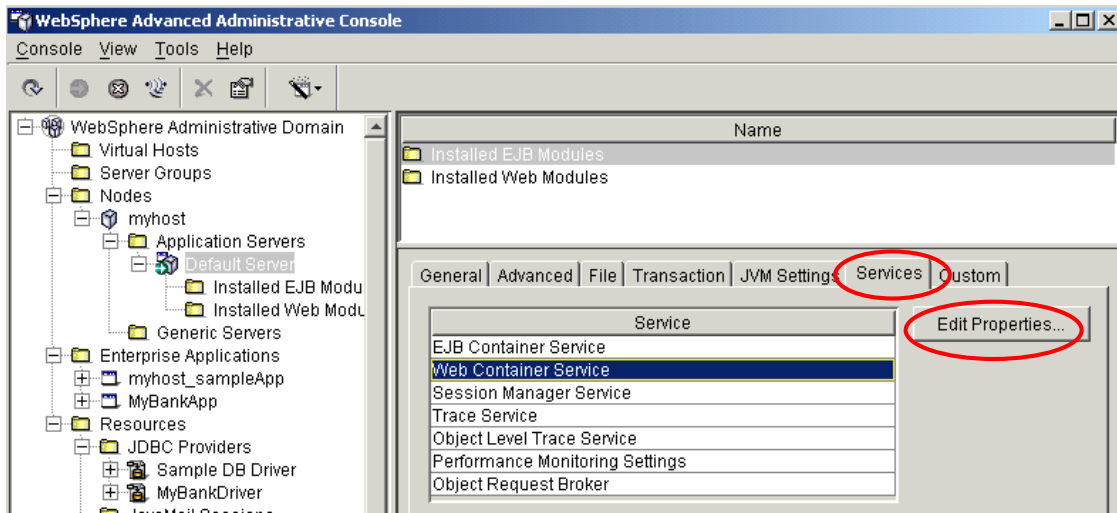 WebSphere Advanced Administrative Console
Console View Tools Help
WebSphere Administrative Domain
Virtual Hosts
Server Groups
Nodes
myhost
Application Servers
Default Server
Installed EJB Modu
Installed Web Modu
Generic Servers
Enterprise Applications
myhost_sampleApp
MyBankApp
Resources
JDBC Providers
Sample DB Driver
MyBankDriver
JavaMail Sessions
Name
Installed EJB Modules
Installed Web Modules
General Advanced File Transaction JVM Settings Services Custom
Service
EJB Container Service
Web Container Service
Session Manager Service
Trace Service
Object Level Trace Service
Performance Monitoring Settings
Object Request Broker
Edit Properties...